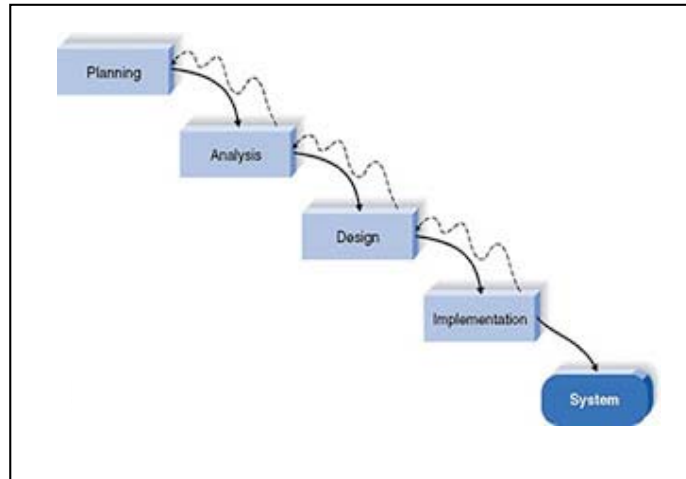 Planning
Analysis
Design
Implementation
System